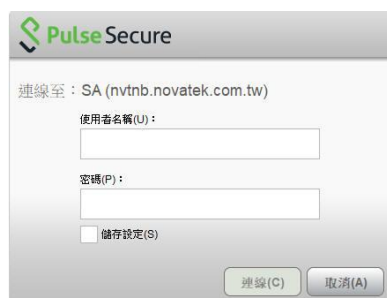 Pulse Secure
連線至：SA (nvtnb.novatek.com.tw)
使用者名稱(U)：
密碼(P)：
儲存設定(S)
連線(C)
取消(A)